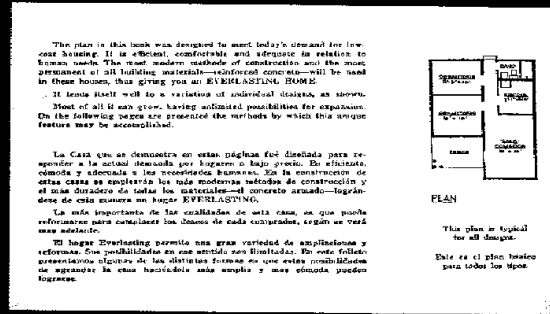 The plan in this book was designed to meet today's demand for low-
cost housing. It is efficient, comfortable and adequate in relation to
human needs. The most modern methods of construction and the most
permanent of all building materials—reinforced concrete—will be used
in these houses, thus giving you an EVERLASTING HOME.
It lends itself well to a variation of individual designs, as shown.
Most of all it can grow, having unlimited possibilities for expansion.
On the following pages are presented the methods by which this unique
feature may be accomplished.
La Casa que se demuestra en estas páginas fué diseñada para re-
sponder a la actual demanda por hogares a bajo precio. Es eficiente,
cómoda y adecuada a las necesidades humanas. En la construcción de
estas casas se emplearán los más modernos métodos de construcción y
el más duradero de todos los materiales—el concreto armado—lográn-
dose de esta manera un hogar EVERLASTING.
Lo más importante de las cualidades de esta casa, es que puede
reformarse para complacer los deseos de cada comprador, según se verá
mas adelante.
El hogar Everlasting permite una gran variedad de ampliaciones y
reformas. Sus posibilidades en ese sentido son ilimitadas. En este folleto
presentamos algunas de las distintas formas en que estas posibilidades
de agrandar la casa haciéndola más amplia y mas cómoda pueden
lograrse.
BAÑO
DORMITORIO
COCINA
DORMITORIO
SALA
COMEDOR
PLAN
This plan is typical
for all designs.
Este es el plan básico
para todos los tipos.